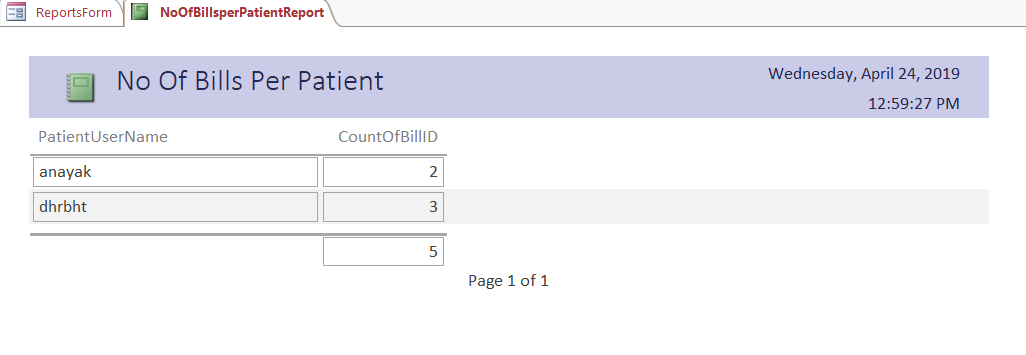 ReportsForm NoOfBillsperPatientReport
No Of Bills Per Patient Wednesday, April 24, 2019
12:59:27 PM
PatientUserName CountOfBillID
anayak 2
dhrbht 3
5
Page 1 of 1